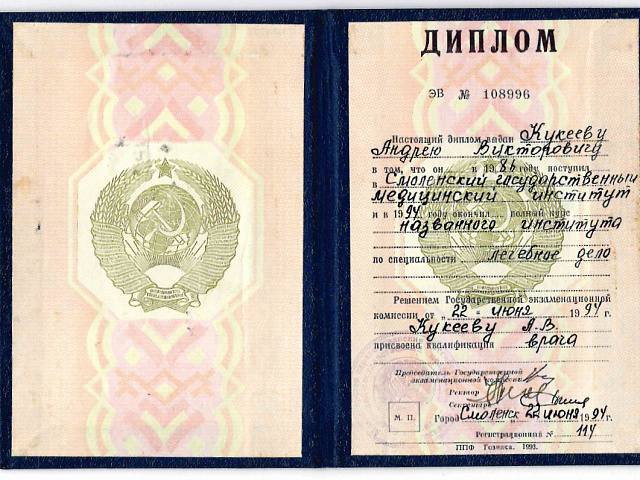 ДИПЛОМ
ЭВ № 108996
Настоящий диплом выдан Кукееву
Андрею Викторовичу
в том, что он в 1986 году поступил
в Смоленский государственный
медицинский институт
и в 1994 году окончил полный курс
названного института
по специальности лечебное дело
Решением Государственной экзаменационной
комиссии от „22" июня 1994 г.
Кукееву А.В.
присвоена квалификация врача
Председатель Государственной
экзаменационной комиссии
Ректор
Секретарь
М. П.
Город Смоленск 22 июня 1994 г.
Регистрационный № 114
ППФ Гознака. 1993.